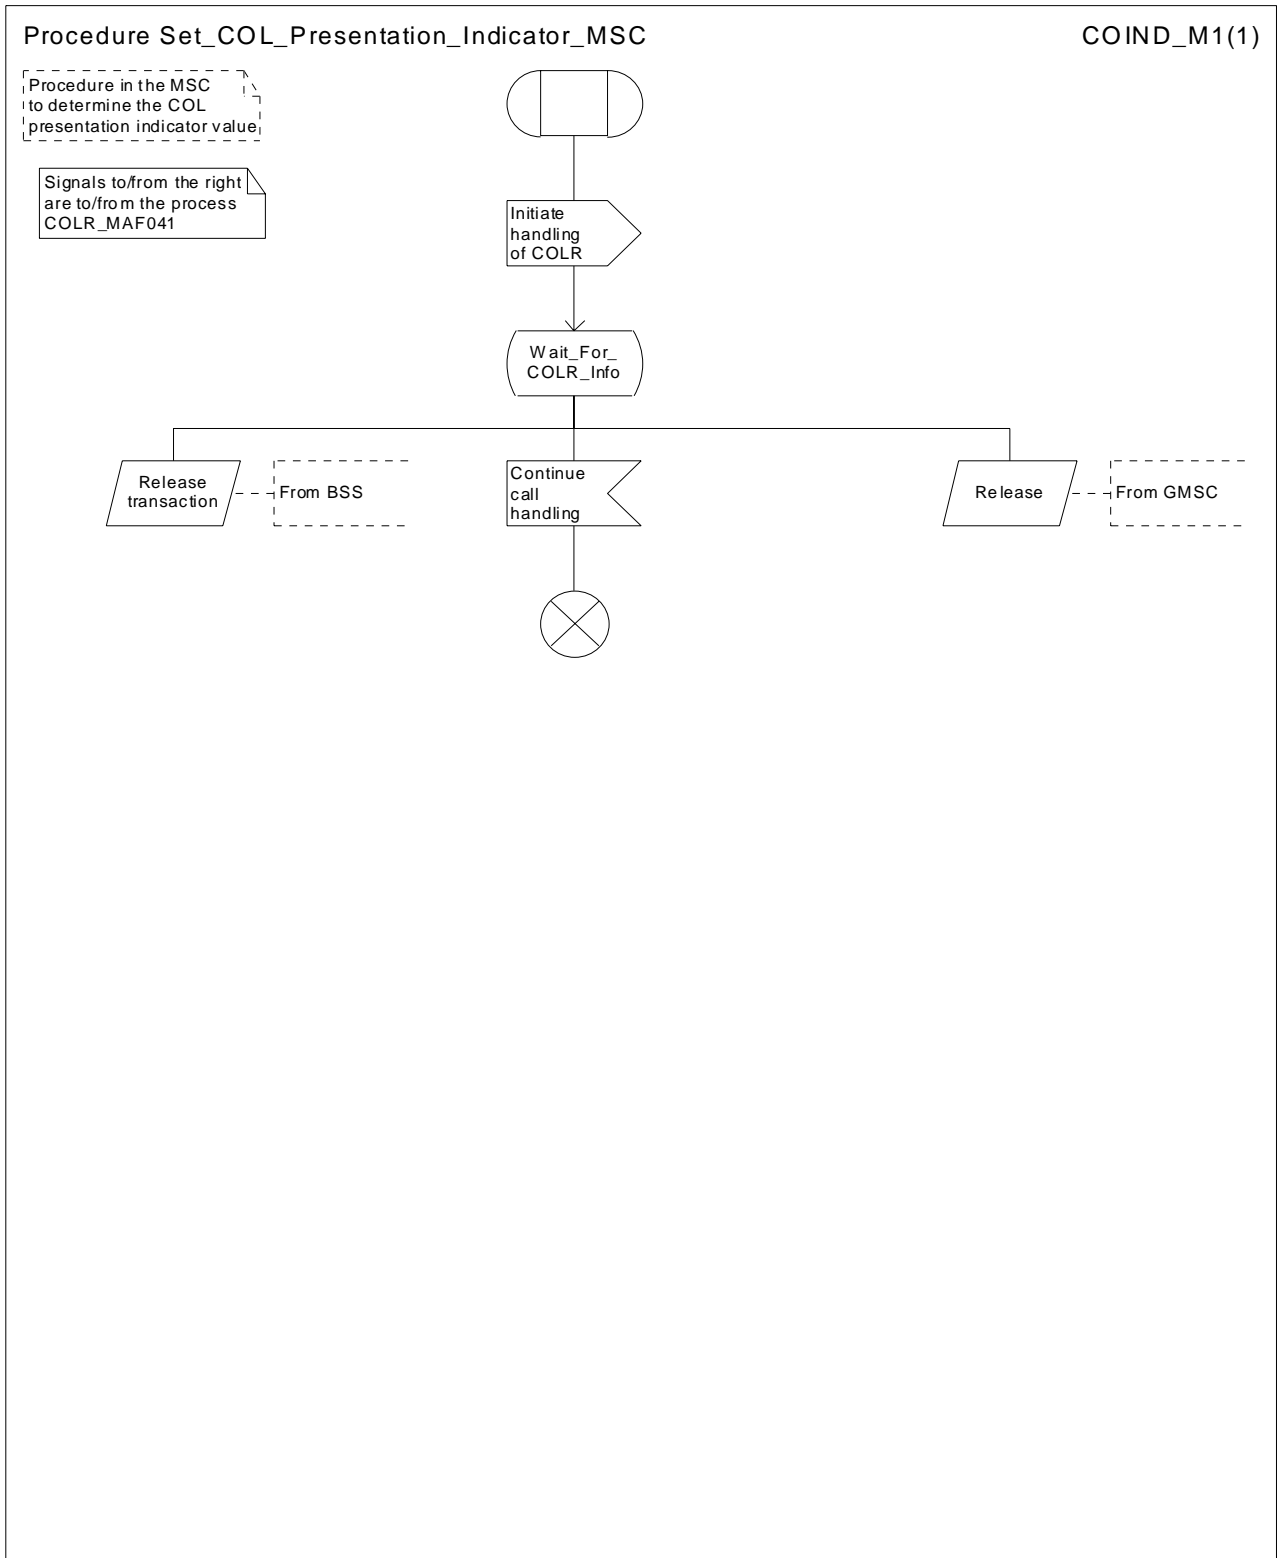 Procedure Set_COL_Presentation_Indicator_MSC
COIND_M1(1)
Procedure in the MSC
to determine the COL
presentation indicator value
Signals to/from the right
are to/from the process
COLR_MAF041
Initiate
handling
of COLR
Wait_For_
COLR_Info
Release
transaction
From BSS
Continue
call
handling
Release
From GMSC